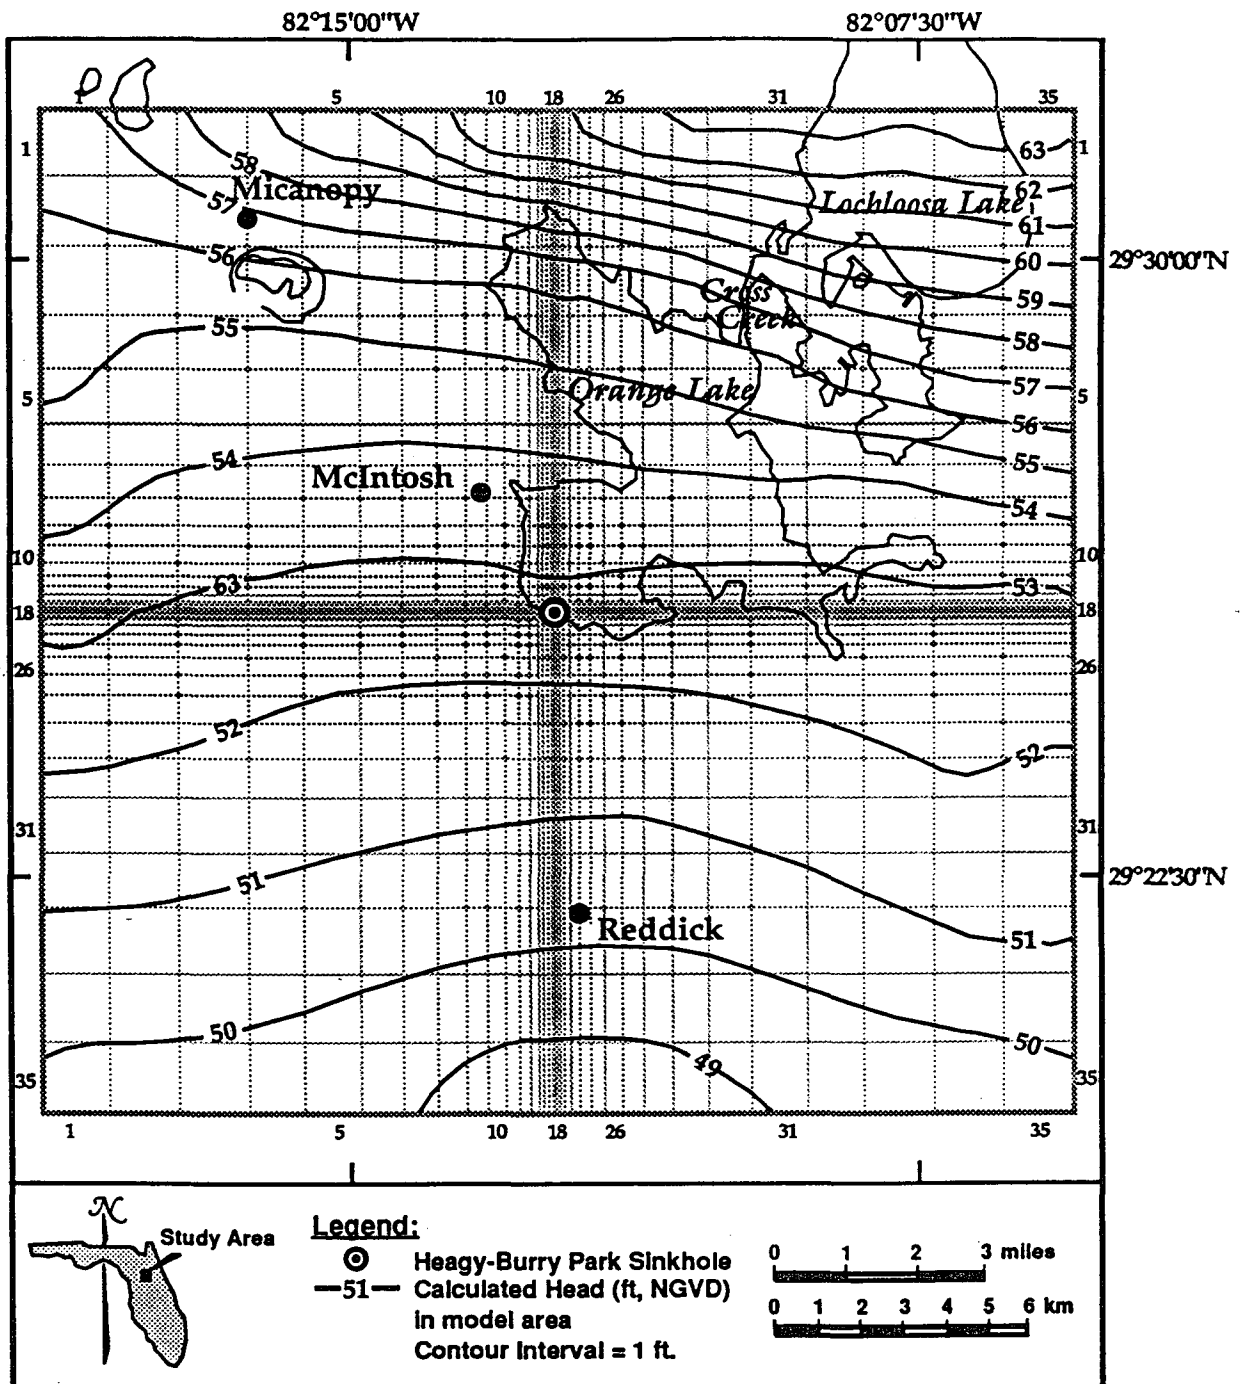 82°15'00"W 82°07'30"W
1 5 10 18 26 31 35
1 63 1
58
Micanopy
62
57 Lochloosa Lake
61
56 60 29°30'00"N
Cross 59
Creek
55 58
57
5 Orange Lake 5
56
54 55
McIntosh
54
10 10
63 53
18 18
26 26
52 52
31 31
51 29°22'30"N
Reddick 51
50 50
49
35 35
1 5 10 18 26 31 35
N
Study Area
Legend:
Heagy-Burry Park Sinkhole
51 Calculated Head (ft, NGVD)
in model area
Contour Interval = 1 ft.
0 1 2 3 miles
0 1 2 3 4 5 6 km